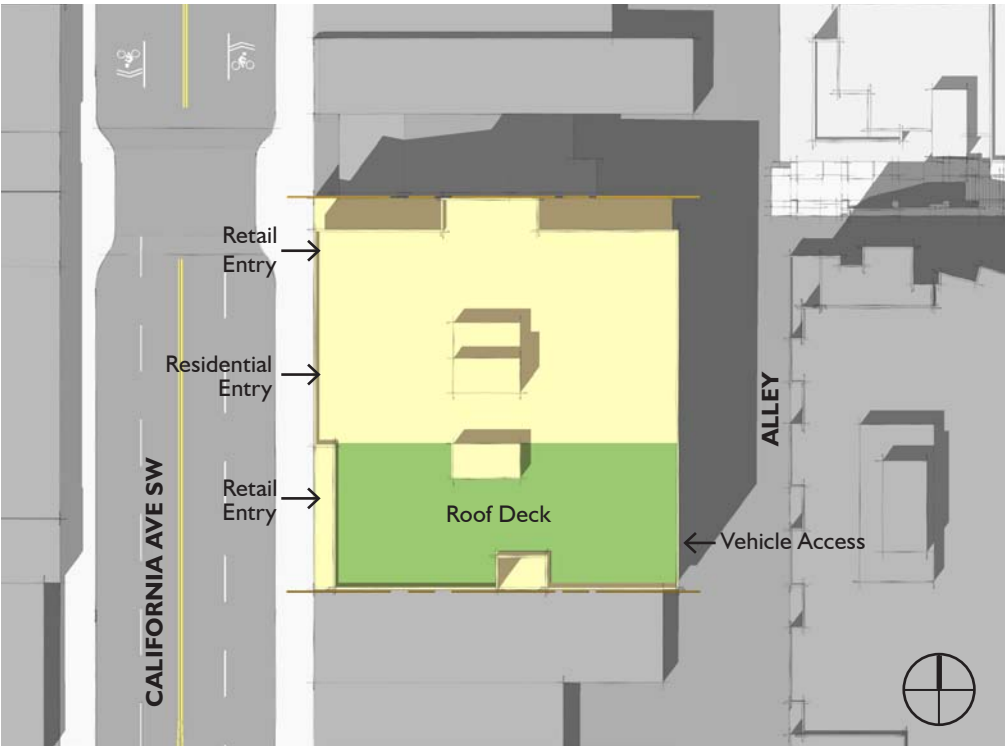 Retail
Entry
Residential
Entry
Retail
Entry
Roof Deck
Vehicle Access
CALIFORNIA AVE SW
ALLEY